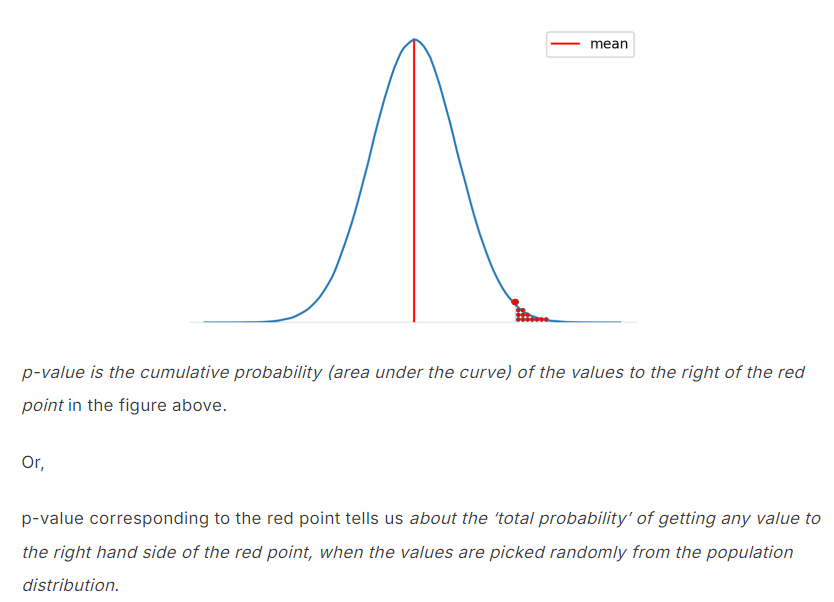 mean
p-value is the cumulative probability (area under the curve) of the values to the right of the red
point in the figure above.
Or,
p-value corresponding to the red point tells us about the ‘total probability’ of getting any value to
the right hand side of the red point, when the values are picked randomly from the population
distribution.